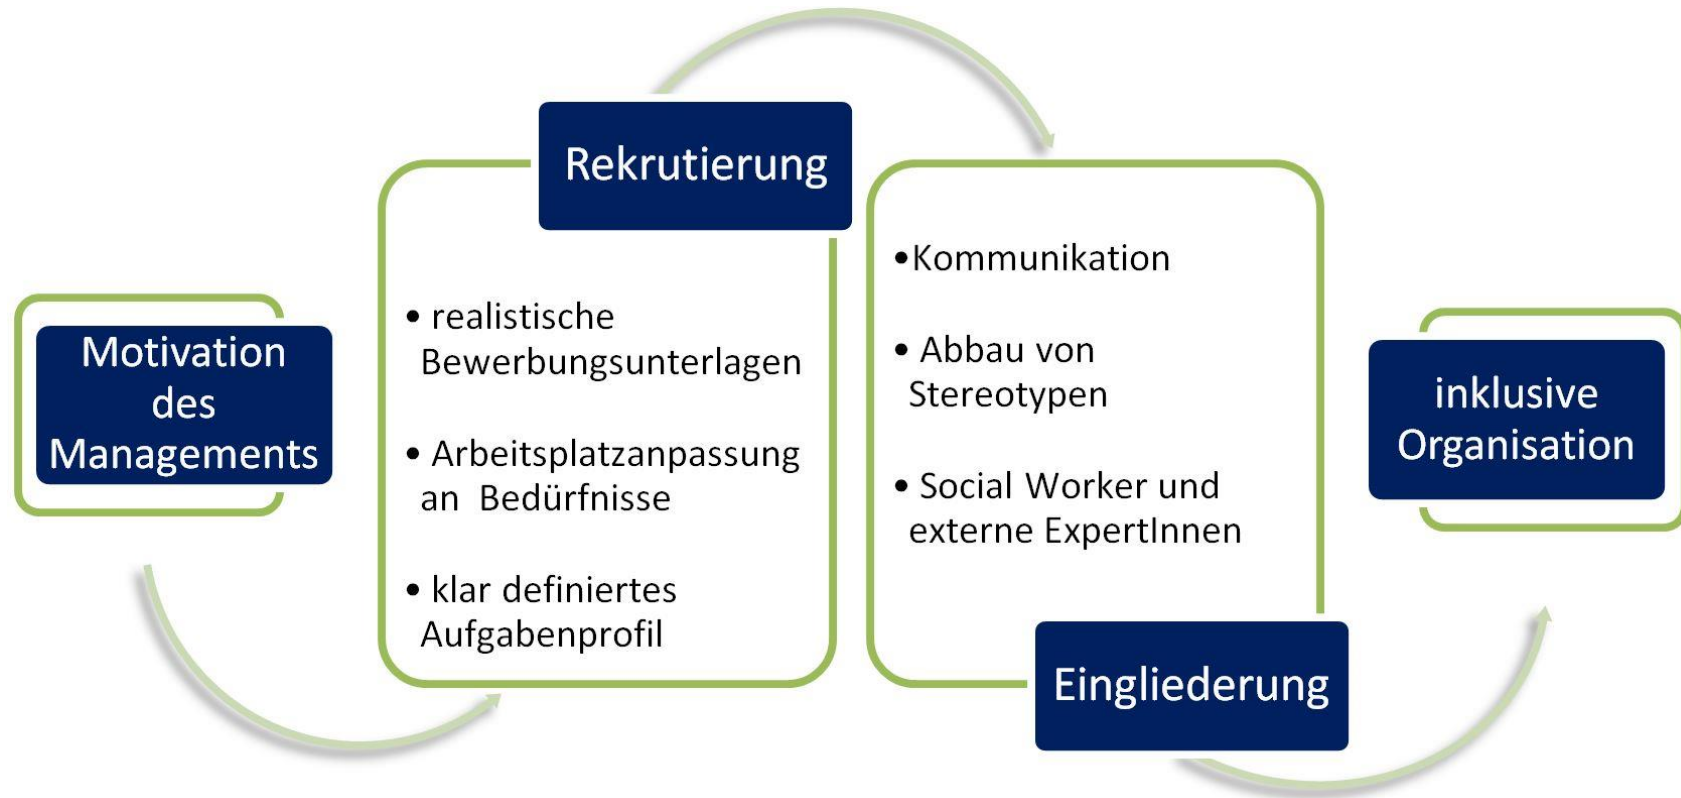 Motivation
des
Managements
Rekrutierung
• realistische
Bewerbungsunterlagen
• Arbeitsplatzanpassung
an Bedürfnisse
• klar definiertes
Aufgabenprofil
•Kommunikation
• Abbau von
Stereotypen
• Social Worker und
externe ExpertInnen
Eingliederung
inklusive
Organisation